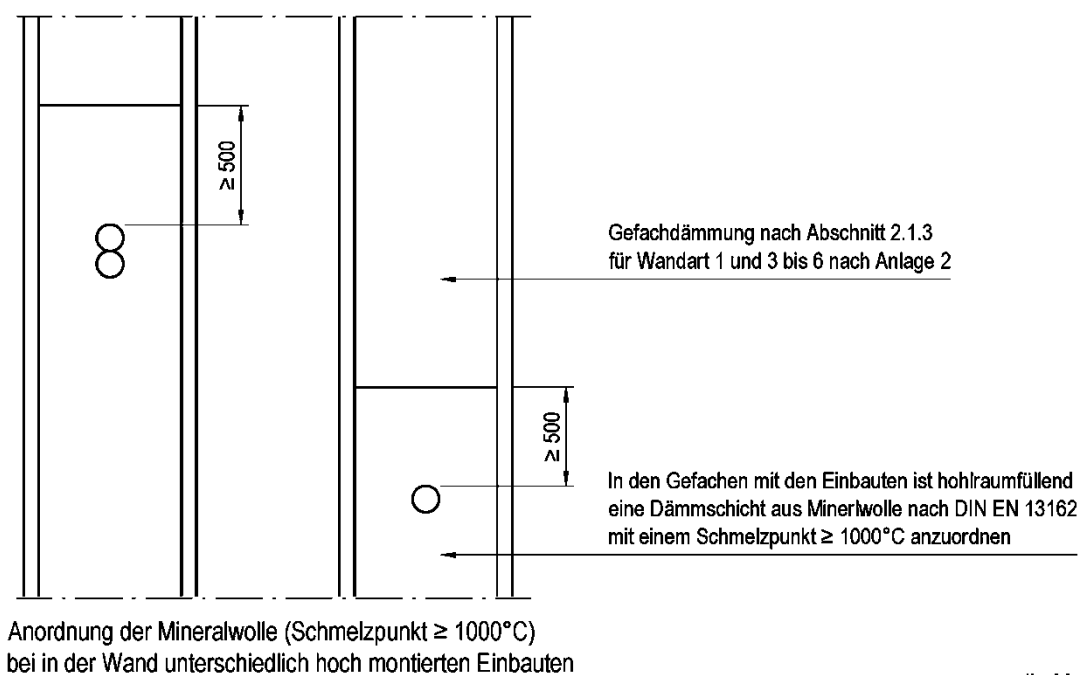 ≥ 500
Gefachdämmung nach Abschnitt 2.1.3
für Wandart 1 und 3 bis 6 nach Anlage 2
≥ 500
In den Gefachen mit den Einbauten ist hohlraumfüllend
eine Dämmschicht aus Minerlwolle nach DIN EN 13162
mit einem Schmelzpunkt ≥ 1000°C anzuordnen
Anordnung der Mineralwolle (Schmelzpunkt ≥ 1000°C)
bei in der Wand unterschiedlich hoch montierten Einbauten